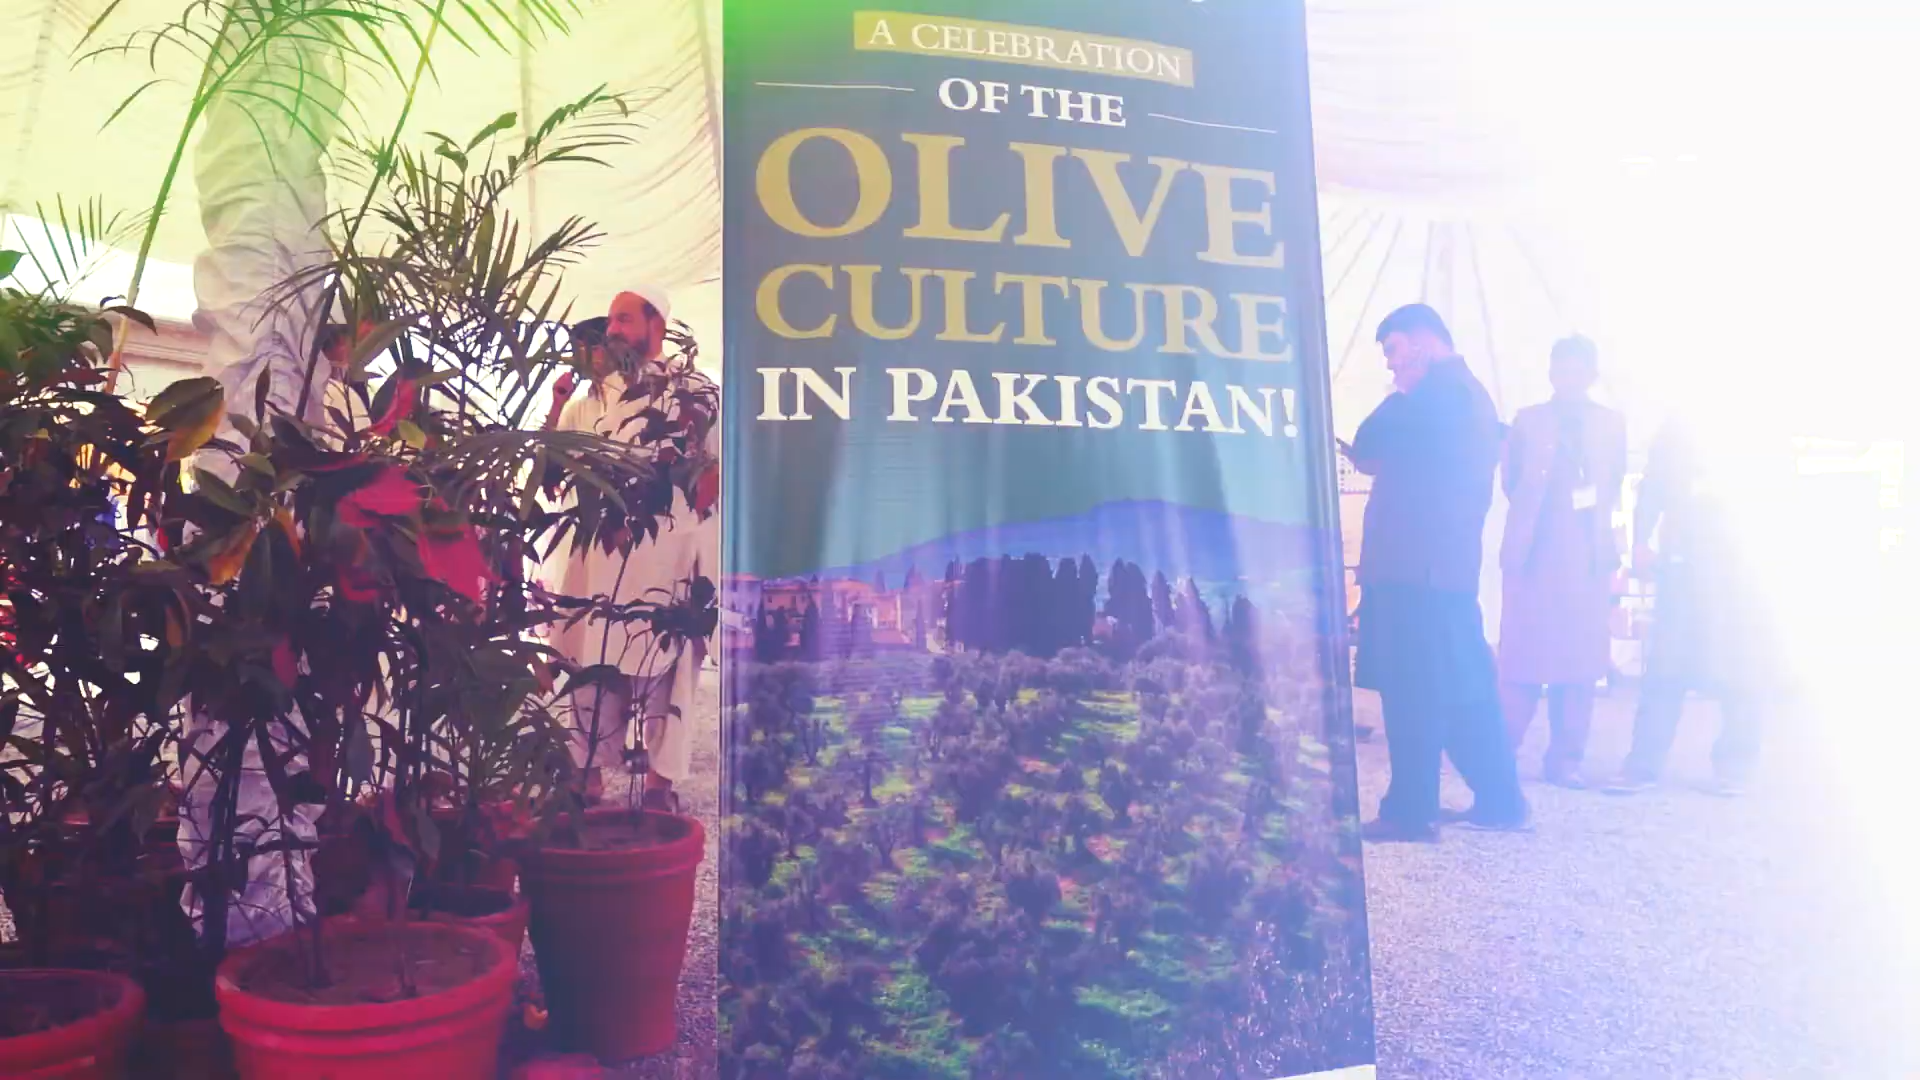 A CELEBRATION
OF THE
OLIVE
CULTURE
IN PAKISTAN!